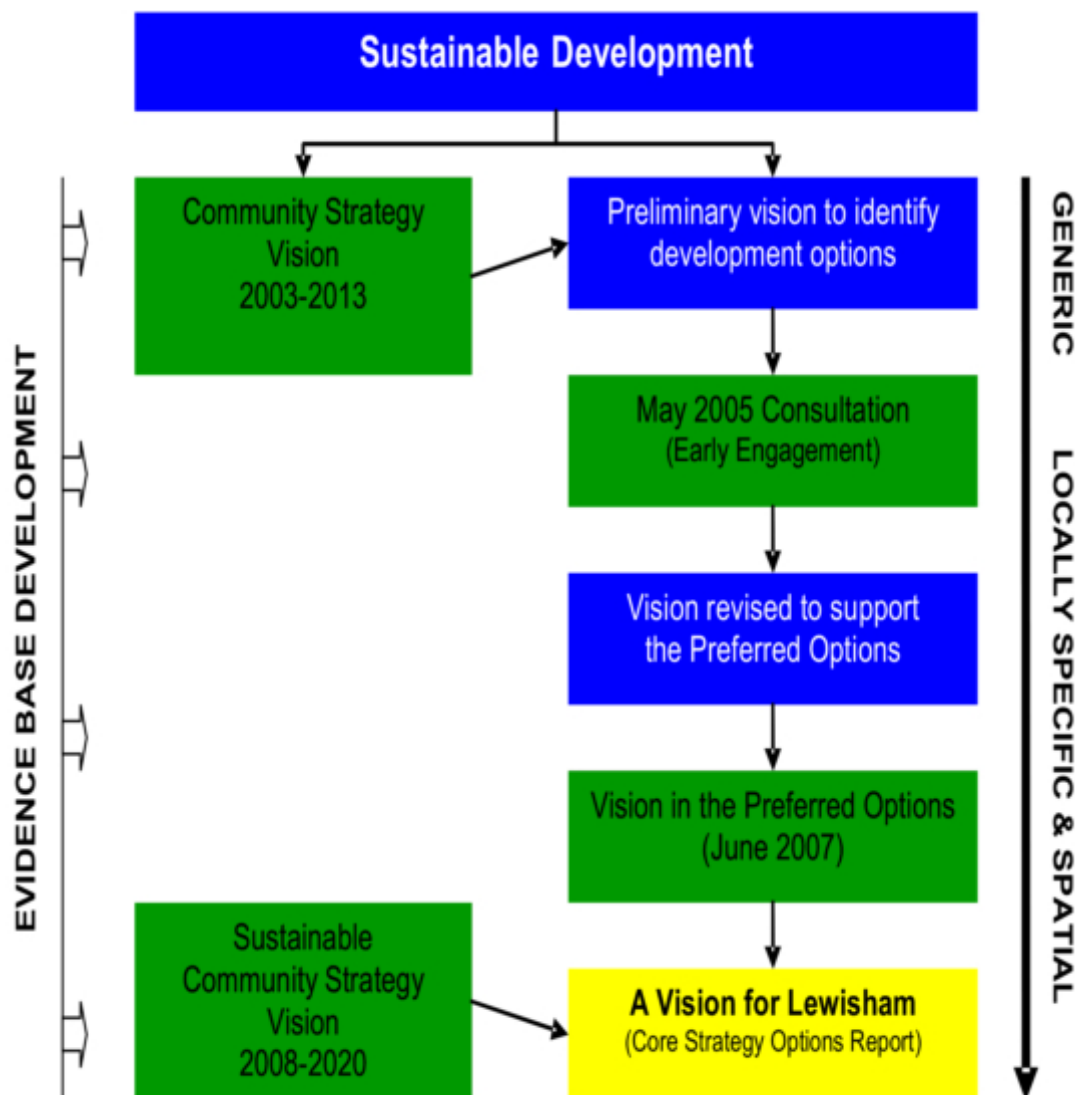 Sustainable Development
Community Strategy
Vision
2003-2013
Preliminary vision to identify
development options
May 2005 Consultation
(Early Engagement)
Vision revised to support
the Preferred Options
Vision in the Preferred Options
(June 2007)
Sustainable
Community Strategy
Vision
2008-2020
A Vision for Lewisham
(Core Strategy Options Report)
EVIDENCE BASE DEVELOPMENT
GENERIC
LOCALLY SPECIFIC & SPATIAL